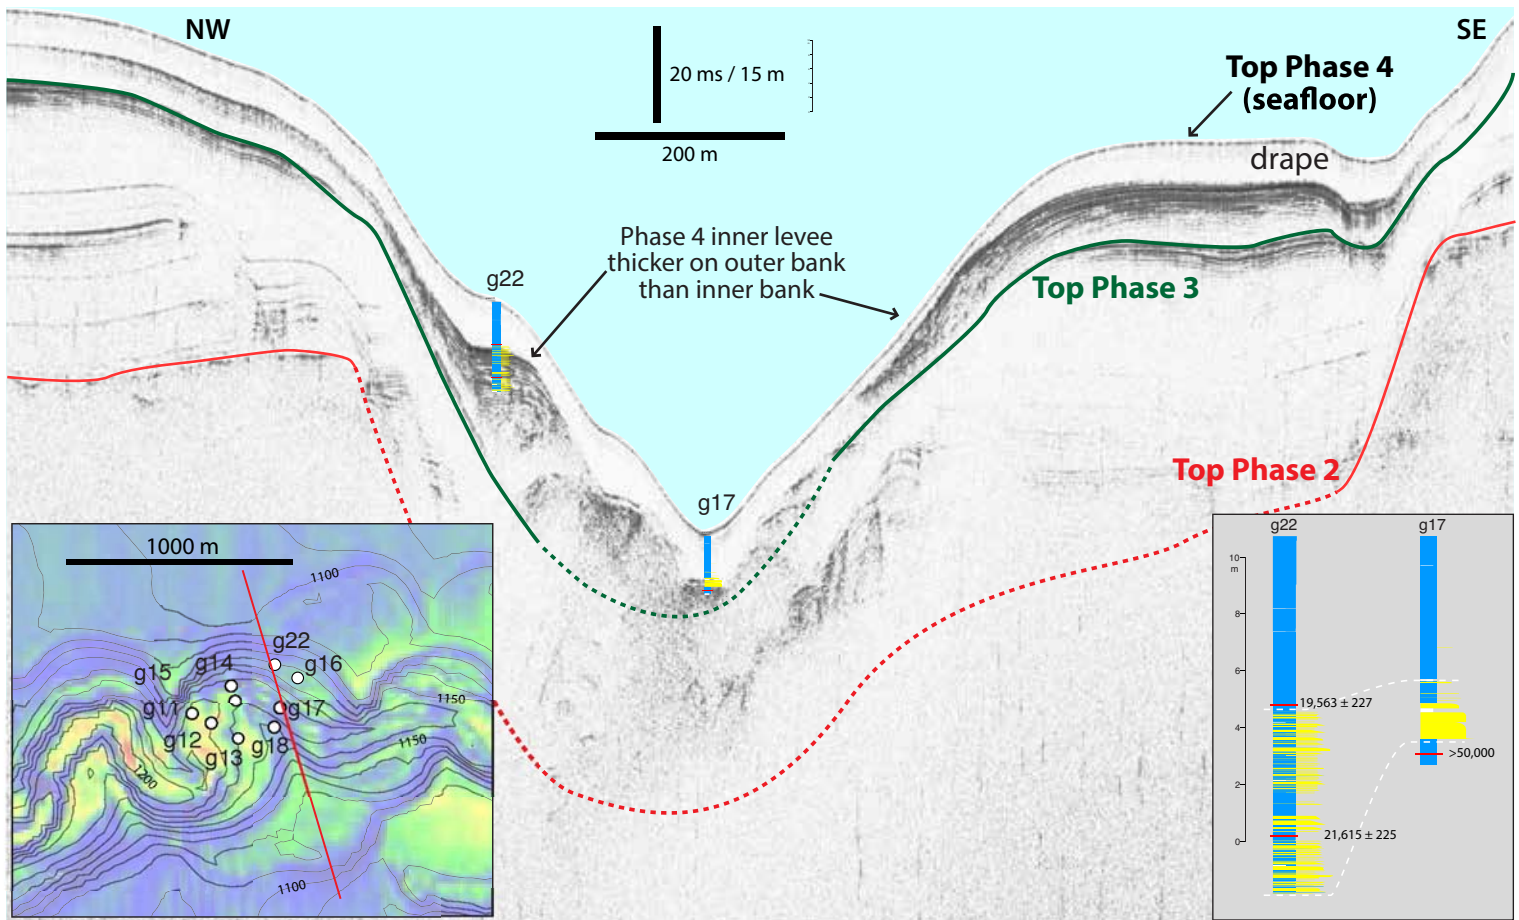 NW
SE
20 ms / 15 m
200 m
Top Phase 4
(seafloor)
drape
Phase 4 inner levee
thicker on outer bank
than inner bank
g22
Top Phase 3
Top Phase 2
g17
1000 m
1100
g22
g16
g14
g15
g11
g17
g12
g13
g18
1150
1150
1200
1100
g22
g17
10
m
8
6
4
2
0
19,563 ± 227
>50,000
21,615 ± 225